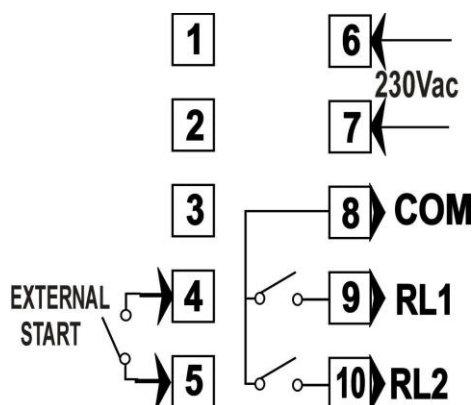 1 6
230Vac
2 7
3 8 COM
EXTERNAL START
4 9 RL1
5 10 RL2